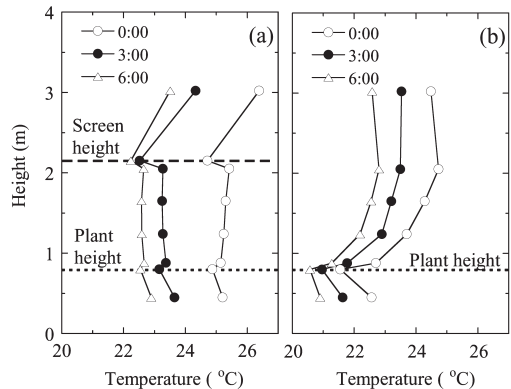 4
3
2
1
0
Height (m)
0:00
3:00
6:00
(a)
Screen
height
Plant
height
20 22 24 26
Temperature ( °C)
0:00
3:00
6:00
(b)
Plant height
20 22 24 26
Temperature ( °C)